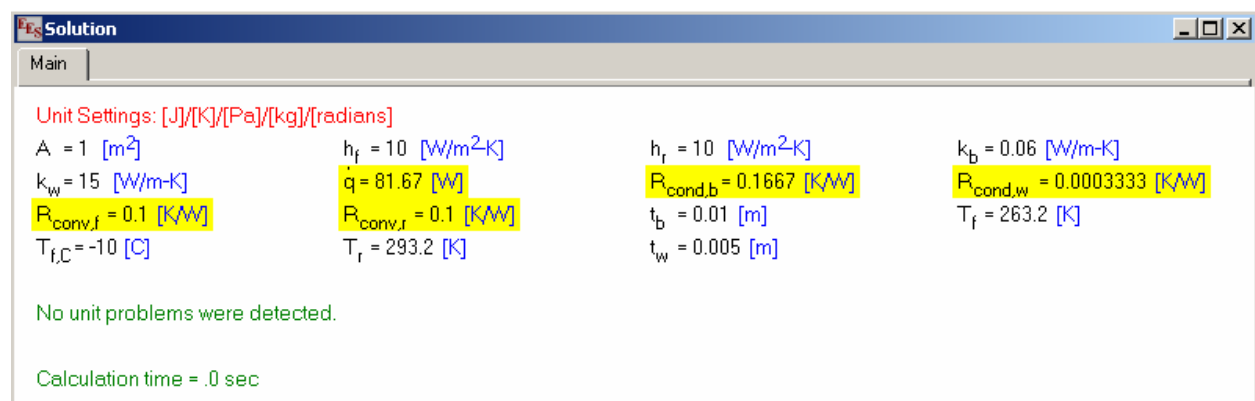 EES Solution
Main
Unit Settings: [J]/[K]/[Pa]/[kg]/[radians]
A = 1 [m²] h_f = 10 [W/m²-K] h_r = 10 [W/m²-K] k_b = 0.06 [W/m-K]
k_w = 15 [W/m-K] q̇ = 81.67 [W] R_cond,b = 0.1667 [K/W] R_cond,w = 0.0003333 [K/W]
R_conv,f = 0.1 [K/W] R_conv,r = 0.1 [K/W] t_b = 0.01 [m] T_f = 263.2 [K]
T_f,C = -10 [C] T_r = 293.2 [K] t_w = 0.005 [m]
No unit problems were detected.
Calculation time = .0 sec